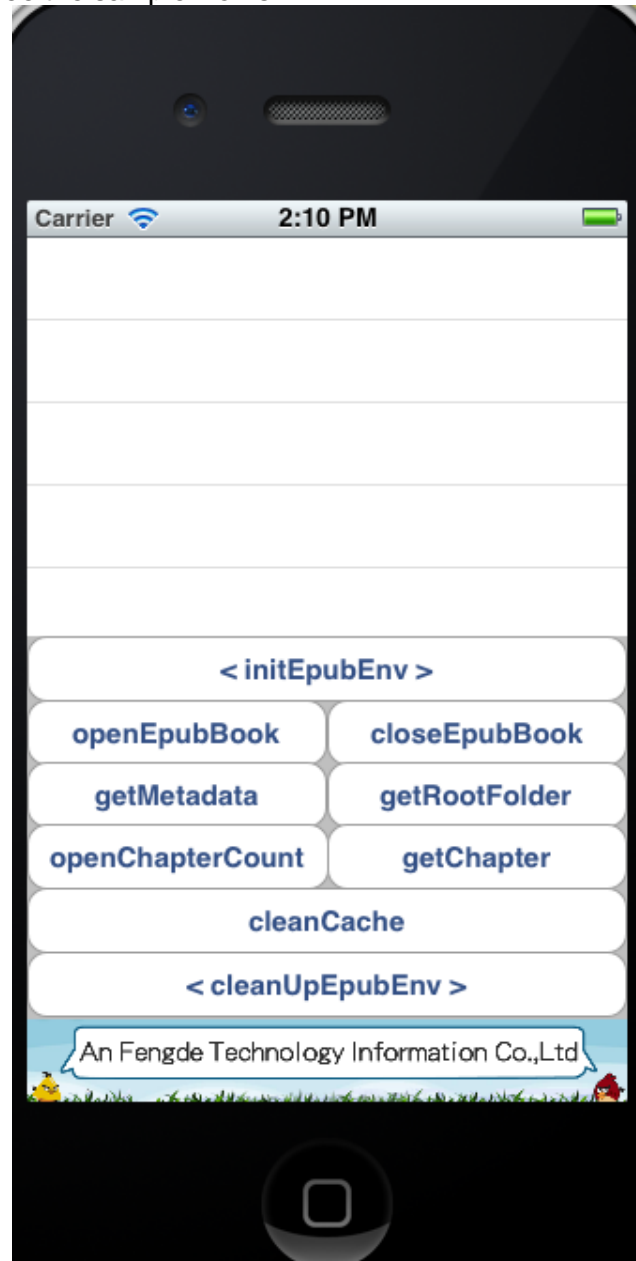 Carrier 2:10 PM
< initEpubEnv >
openEpubBook closeEpubBook
getMetadata getRootFolder
openChapterCount getChapter
cleanCache
< cleanUpEpubEnv >
An Fengde Technology Information Co.,Ltd